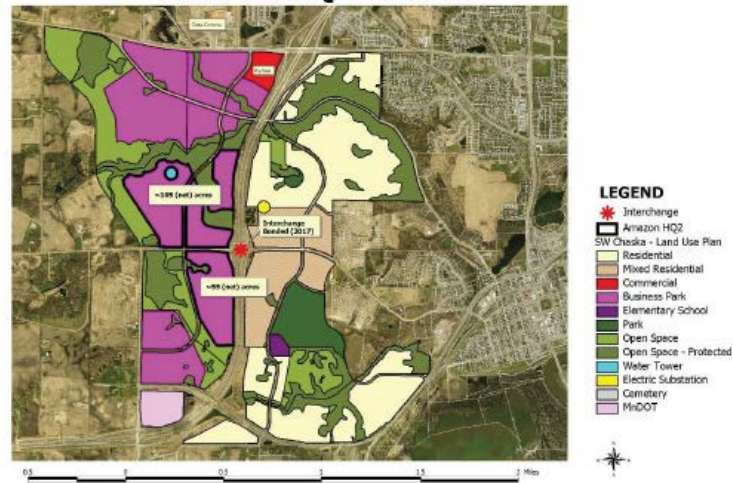 ~105 (net) acres
Interchange
Bonded (2017)
~55 (net) acres
LEGEND
Interchange
Amazon HQ2
SW Chaska - Land Use Plan
Residential
Mixed Residential
Commercial
Business Park
Elementary School
Park
Open Space
Open Space - Protected
Water Tower
Electric Substation
Cemetery
MnDOT
0.5 0 0.5 1 1.5 2 Miles